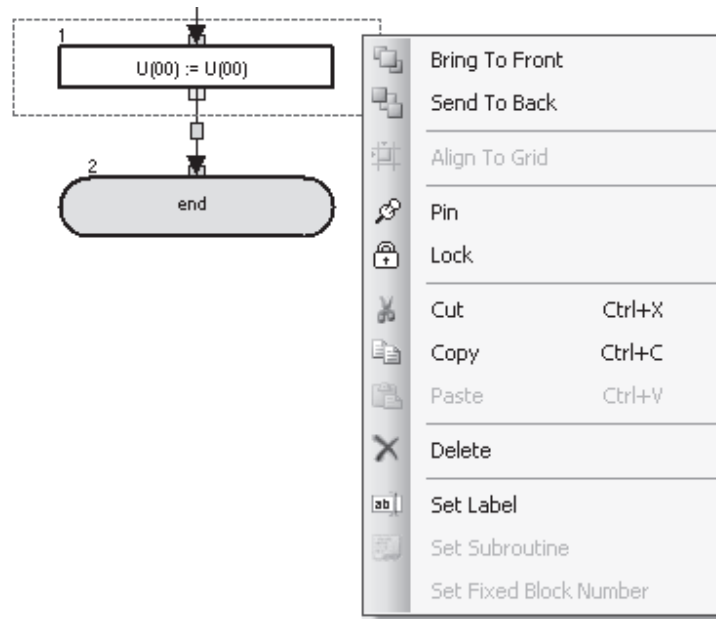 1
U(00) := U(00)
2
end
Bring To Front
Send To Back
Align To Grid
Pin
Lock
Cut Ctrl+X
Copy Ctrl+C
Paste Ctrl+V
Delete
ab
Set Label
Set Subroutine
Set Fixed Block Number